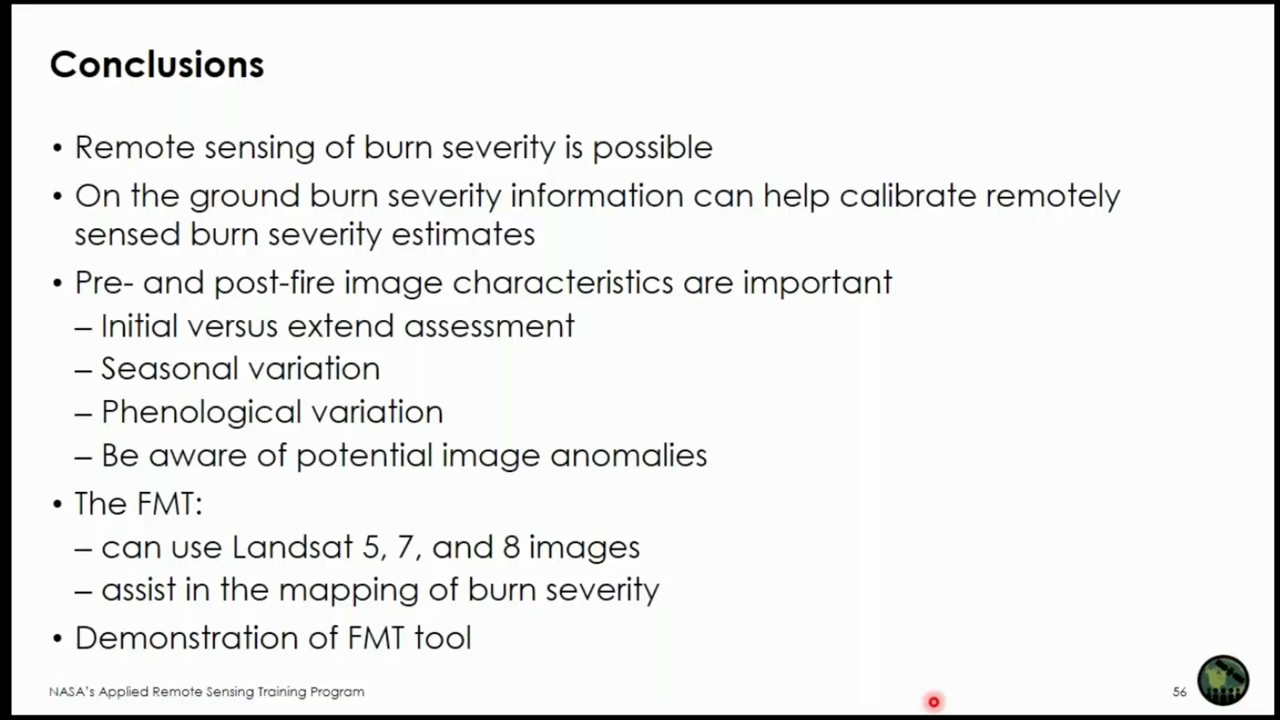 Conclusions
• Remote sensing of burn severity is possible
• On the ground burn severity information can help calibrate remotely
sensed burn severity estimates
• Pre- and post-fire image characteristics are important
– Initial versus extend assessment
– Seasonal variation
– Phenological variation
– Be aware of potential image anomalies
• The FMT:
– can use Landsat 5, 7, and 8 images
– assist in the mapping of burn severity
• Demonstration of FMT tool
NASA's Applied Remote Sensing Training Program
56